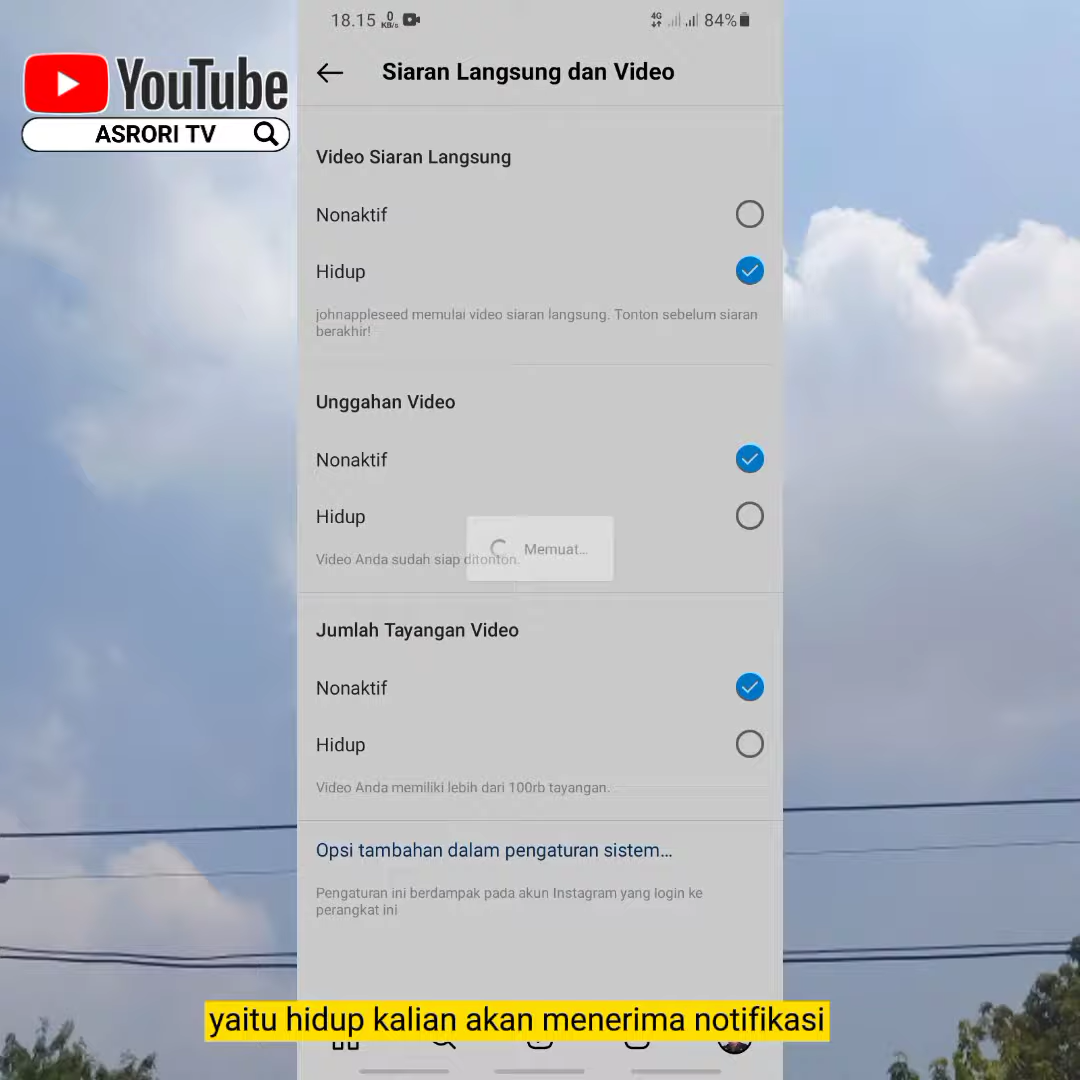 18.15 0 KB/s 4G 84%
YouTube
ASRORI TV
Siaran Langsung dan Video
Video Siaran Langsung
Nonaktif
Hidup
johnappleseed memulai video siaran langsung. Tonton sebelum siaran
berakhir!
Unggahan Video
Nonaktif
Hidup
Memuat...
Video Anda sudah siap ditonton.
Jumlah Tayangan Video
Nonaktif
Hidup
Video Anda memiliki lebih dari 100rb tayangan.
Opsi tambahan dalam pengaturan sistem...
Pengaturan ini berdampak pada akun Instagram yang login ke
perangkat ini
yaitu hidup kalian akan menerima notifikasi